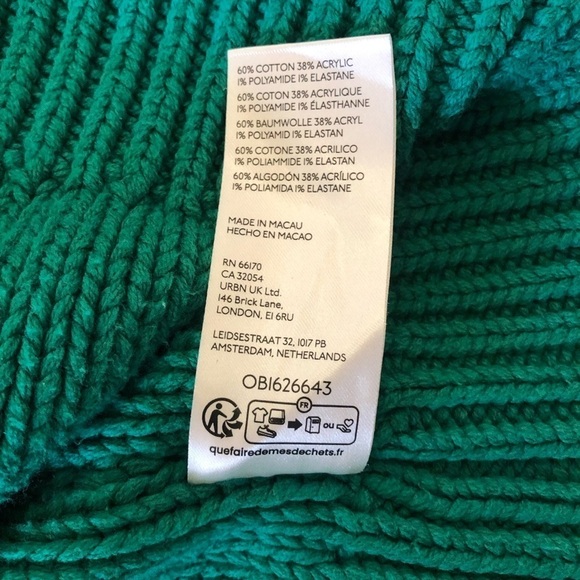 60% COTTON 38% ACRYLIC
1% POLYAMIDE 1% ELASTANE
60% COTON 38% ACRYLIQUE
1% POLYAMIDE 1% ÉLASTHANNE
60% BAUMWOLLE 38% ACRYL
1% POLYAMID 1% ELASTAN
60% COTONE 38% ACRILICO
1% POLIAMMIDE 1% ELASTAN
60% ALGODÓN 38% ACRÍLICO
1% POLIAMIDA 1% ELASTANE
MADE IN MACAU
HECHO EN MACAO
RN 66170
CA 32054
URBN UK Ltd.
146 Brick Lane,
LONDON, E1 6RU
LEIDSESTRAAT 32, 1017 PB
AMSTERDAM, NETHERLANDS
OB1626643
FR
ou
quefairedemesdechets.fr